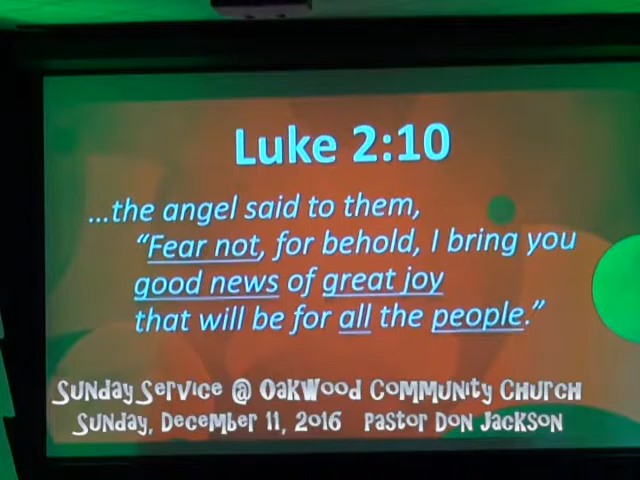 Luke 2:10
...the angel said to them,
“Fear not, for behold, I bring you
good news of great joy
that will be for all the people.”
Sunday Service @ Oakwood Community Church
Sunday, December 11, 2016 Pastor Don Jackson